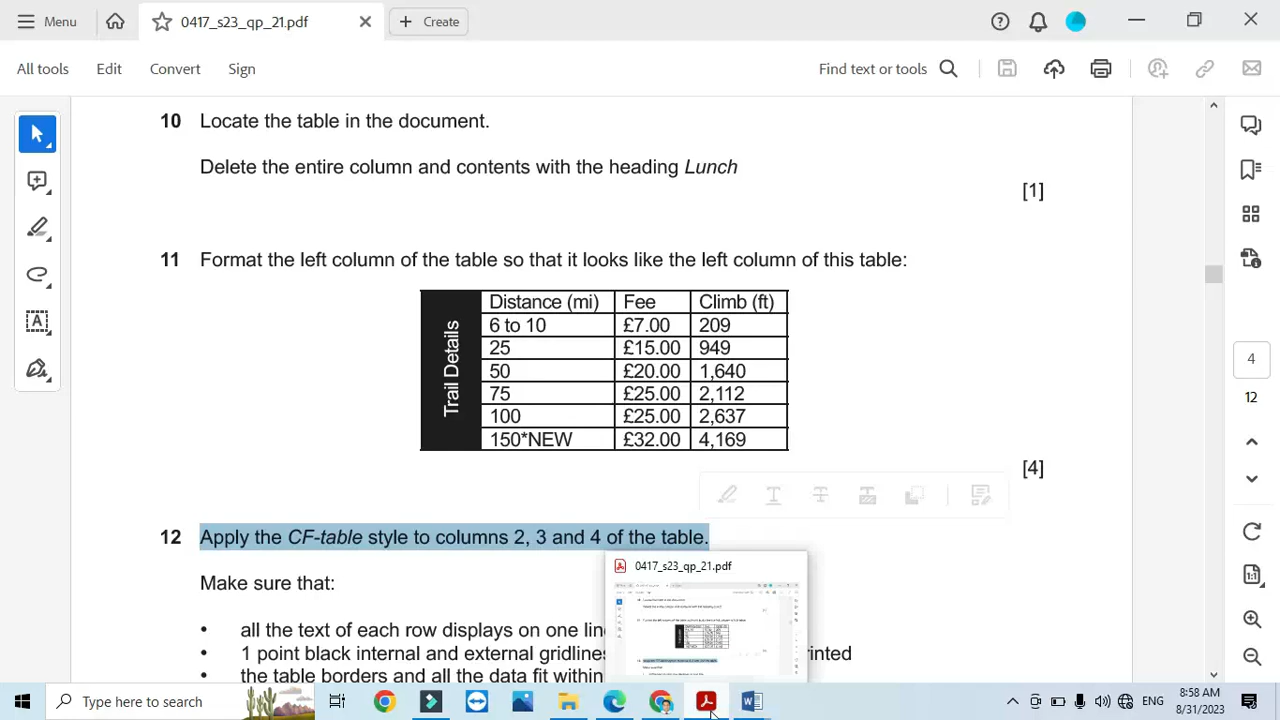 Menu
0417_s23_qp_21.pdf
Create
All tools
Edit
Convert
Sign
Find text or tools
10 Locate the table in the document.
Delete the entire column and contents with the heading Lunch
[1]
11 Format the left column of the table so that it looks like the left column of this table:
Trail Details
Distance (mi) Fee Climb (ft)
6 to 10 £7.00 209
25 £15.00 949
50 £20.00 1,640
75 £25.00 2,112
100 £25.00 2,637
150*NEW £32.00 4,169
[4]
12 Apply the CF-table style to columns 2, 3 and 4 of the table.
Make sure that:
• all the text of each row displays on one
• 1 point black internal and external gridlines
• the table borders and all the data fit within
0417_s23_qp_21.pdf
4
12
1:1
Type here to search
ENG
8:58 AM
8/31/2023